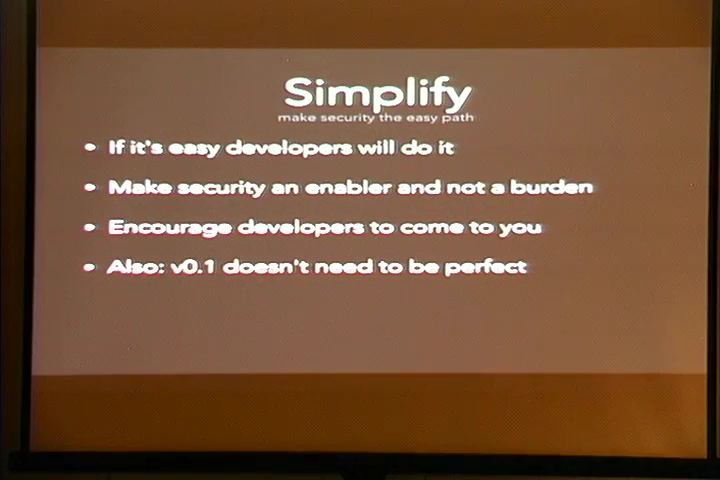 Simplify
make security the easy path
• If it's easy developers will do it
• Make security an enabler and not a burden
• Encourage developers to come to you
• Also: v0.1 doesn't need to be perfect